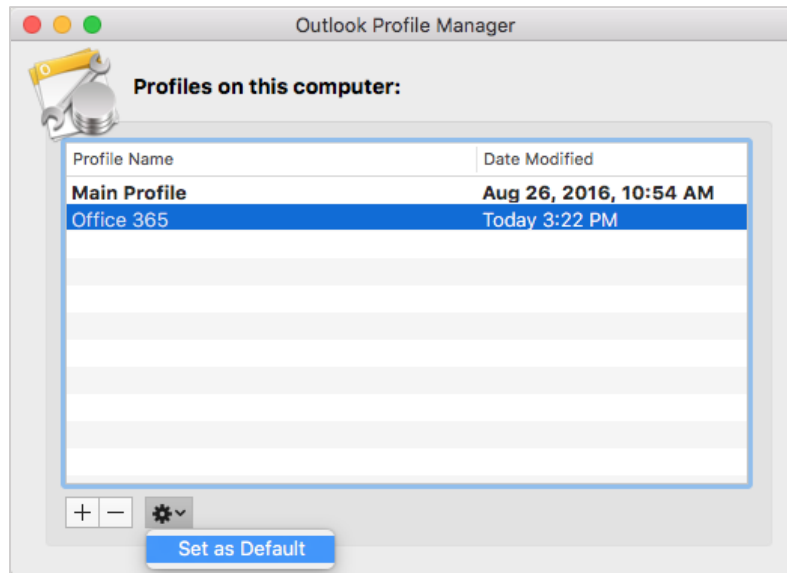 Outlook Profile Manager
Profiles on this computer:
Profile Name Date Modified
Main Profile Aug 26, 2016, 10:54 AM
Office 365 Today 3:22 PM
Set as Default